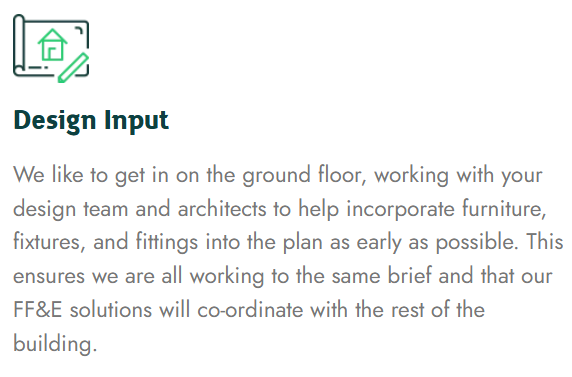 Design Input
We like to get in on the ground floor, working with your
design team and architects to help incorporate furniture,
fixtures, and fittings into the plan as early as possible. This
ensures we are all working to the same brief and that our
FF&E solutions will co-ordinate with the rest of the
building.